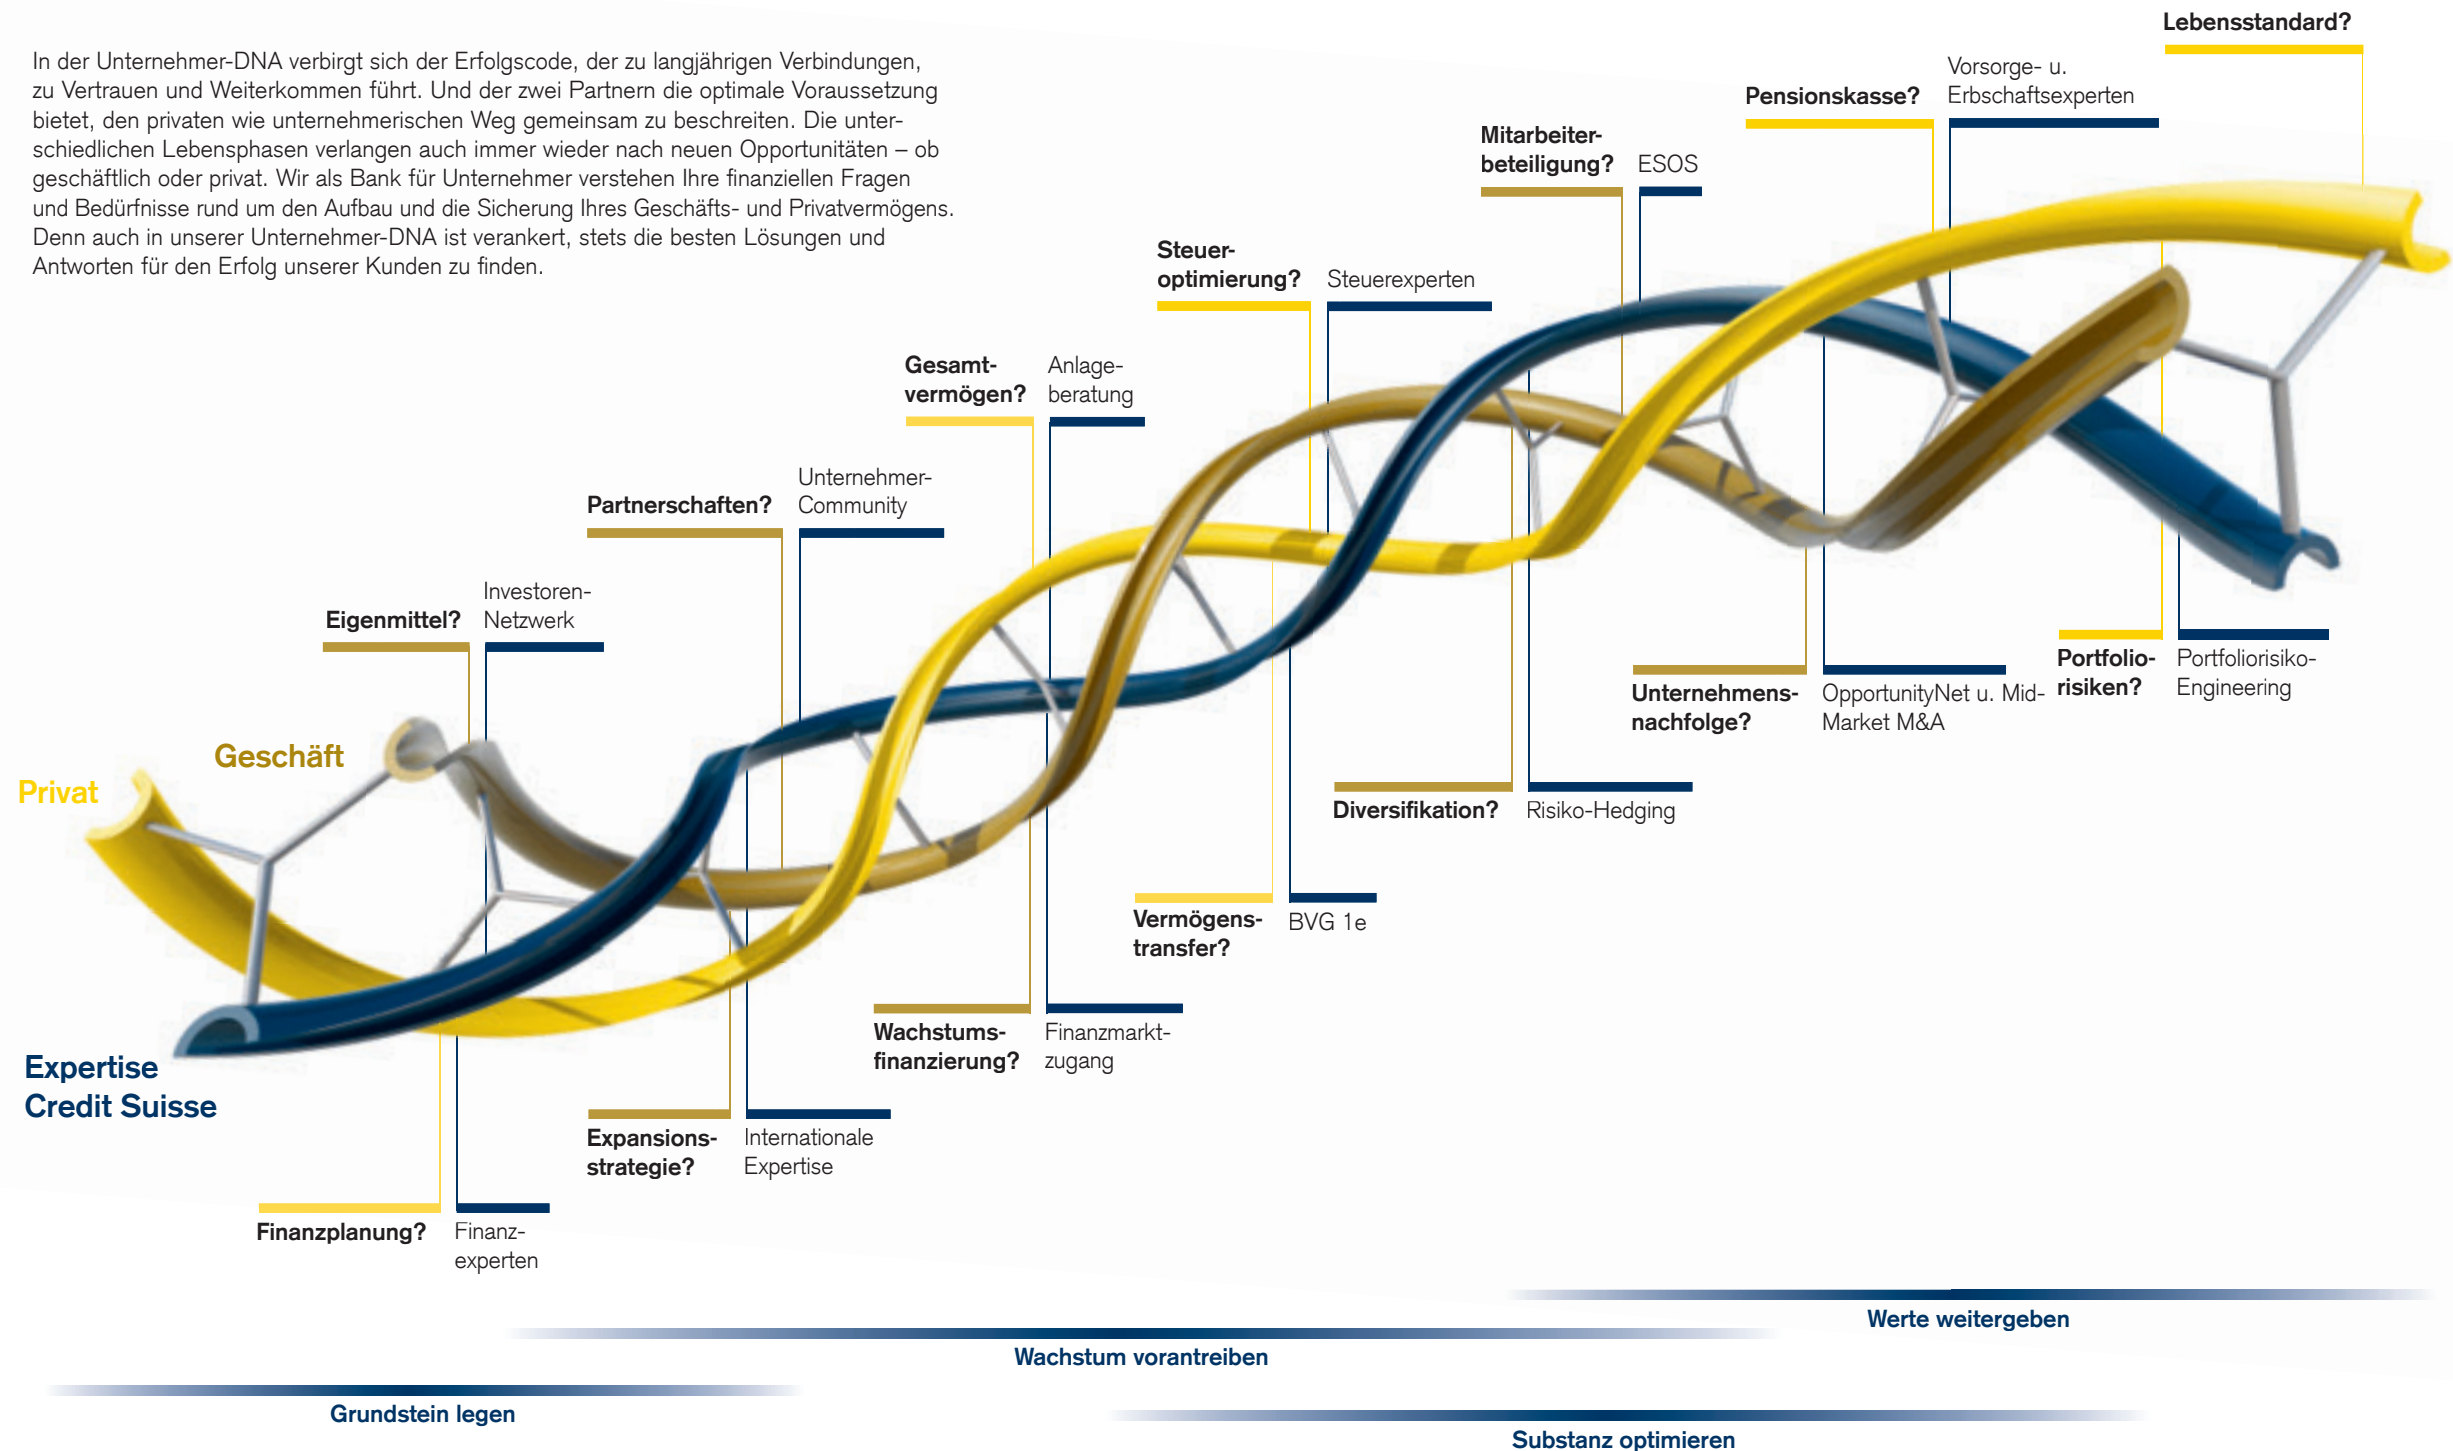 In der Unternehmer-DNA verbirgt sich der Erfolgscode, der zu langjährigen Verbindungen,
zu Vertrauen und Weiterkommen führt. Und der zwei Partnern die optimale Voraussetzung
bietet, den privaten wie unternehmerischen Weg gemeinsam zu beschreiten. Die unter-
schiedlichen Lebensphasen verlangen auch immer wieder nach neuen Opportunitäten – ob
geschäftlich oder privat. Wir als Bank für Unternehmer verstehen Ihre finanziellen Fragen
und Bedürfnisse rund um den Aufbau und die Sicherung Ihres Geschäfts- und Privatvermögens.
Denn auch in unserer Unternehmer-DNA ist verankert, stets die besten Lösungen und
Antworten für den Erfolg unserer Kunden zu finden.
Lebensstandard?
Pensionskasse?
Vorsorge- u.
Erbschaftsexperten
Mitarbeiter-
beteiligung?
ESOS
Steuer-
optimierung?
Steuerexperten
Gesamt-
vermögen?
Anlage-
beratung
Partnerschaften?
Unternehmer-
Community
Eigenmittel?
Investoren-
Netzwerk
Geschäft
Privat
Expertise
Credit Suisse
Finanzplanung?
Finanz-
experten
Expansions-
strategie?
Internationale
Expertise
Wachstums-
finanzierung?
Finanzmarkt-
zugang
Vermögens-
transfer?
BVG 1e
Diversifikation?
Risiko-Hedging
Unternehmens-
nachfolge?
OpportunityNet u. Mid-
Market M&A
Portfolio-
risiken?
Portfoliorisiko-
Engineering
Werte weitergeben
Wachstum vorantreiben
Grundstein legen
Substanz optimieren